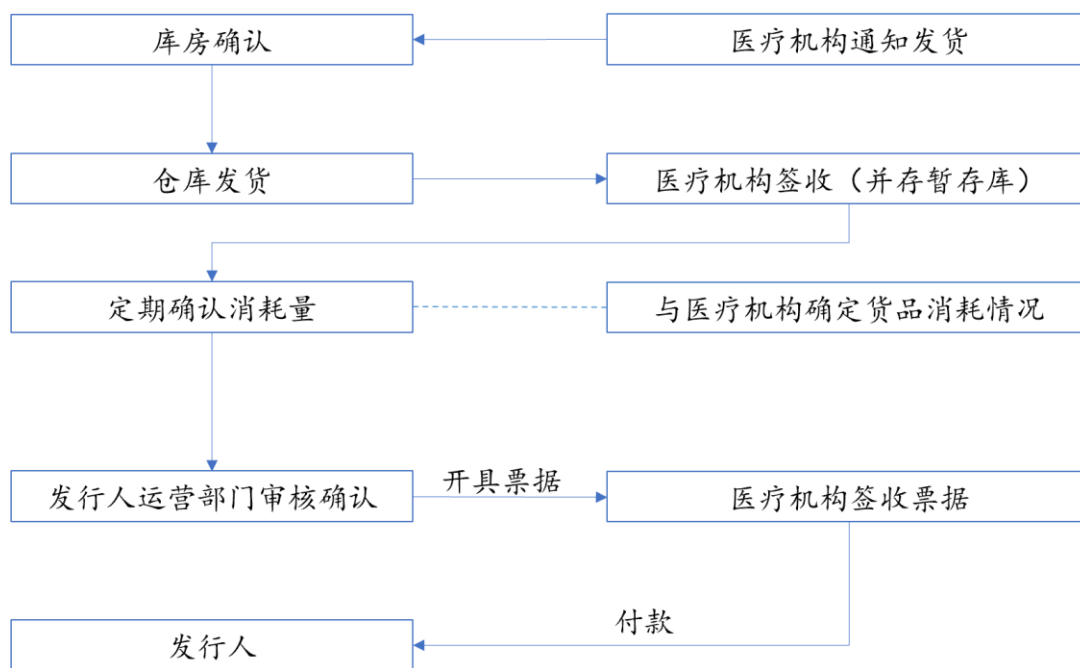 库房确认
医疗机构通知发货
仓库发货
医疗机构签收（并存暂存库）
定期确认消耗量
与医疗机构确定货品消耗情况
发行人运营部门审核确认
开具票据
医疗机构签收票据
付款
发行人